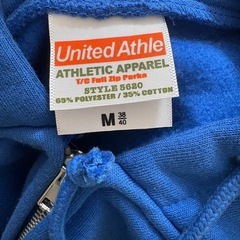 United Athle
ATHLETIC APPAREL
T/C Full Zip Parka
STYLE 5620
65% POLYESTER / 35% COTTON
M 38/40